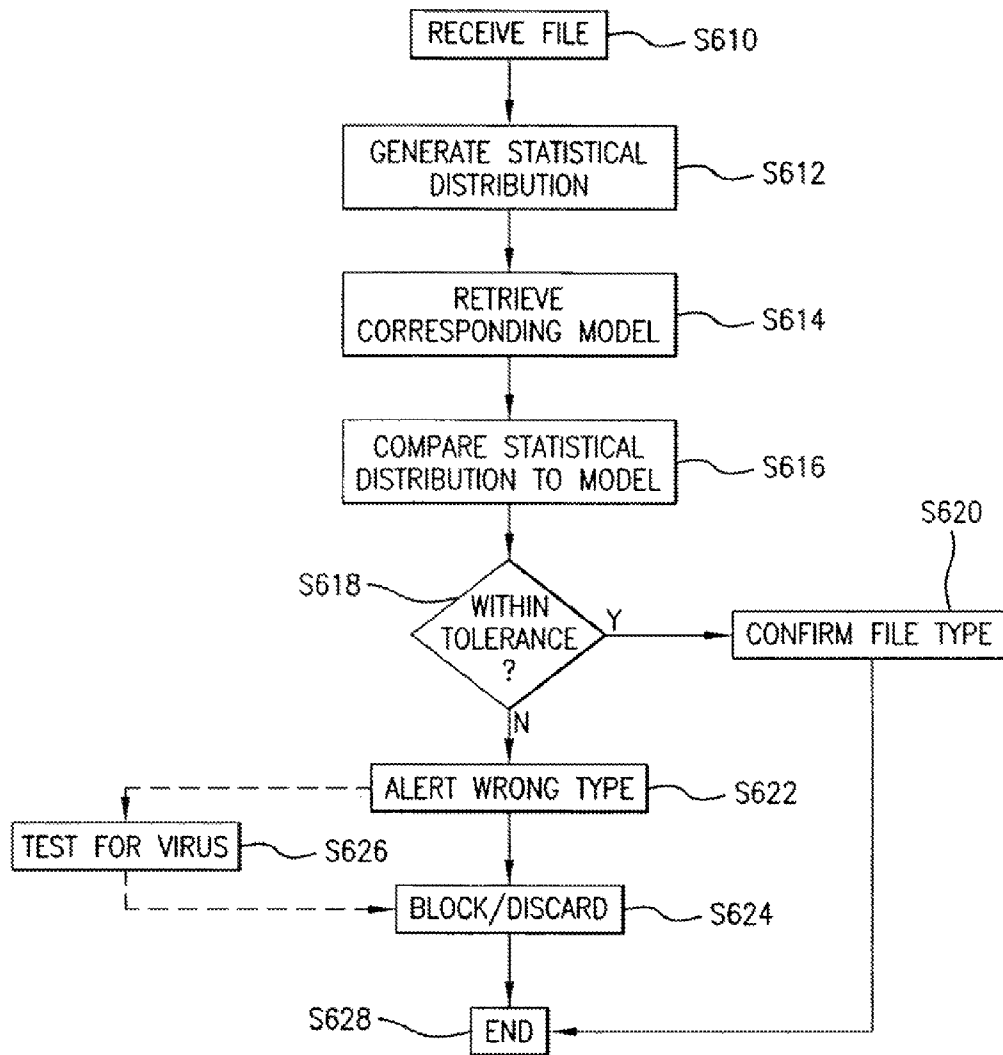 RECEIVE FILE
S610
GENERATE STATISTICAL
DISTRIBUTION
S612
RETRIEVE
CORRESPONDING MODEL
S614
COMPARE STATISTICAL
DISTRIBUTION TO MODEL
S616
S618
WITHIN
TOLERANCE
?
Y
N
S620
CONFIRM FILE TYPE
ALERT WRONG TYPE
S622
TEST FOR VIRUS
S626
BLOCK/DISCARD
S624
S628
END